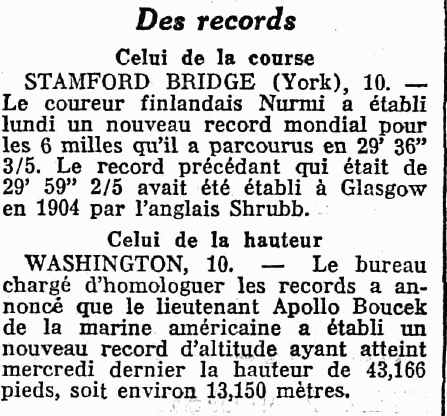 Des records
Celui de la course
STAMFORD BRIDGE (York), 10. —
Le coureur finlandais Nurmi a établi
lundi un nouveau record mondial pour
les 6 milles qu'il a parcourus en 29' 36"
3/5. Le record précédant qui était de
29' 59" 2/5 avait été établi à Glasgow
en 1904 par l'anglais Shrubb.
Celui de la hauteur
WASHINGTON, 10. — Le bureau
chargé d'homologuer les records a an-
noncé que le lieutenant Apollo Boucek
de la marine américaine a établi un
nouveau record d'altitude ayant atteint
mercredi dernier la hauteur de 43,166
pieds, soit environ 13,150 mètres.